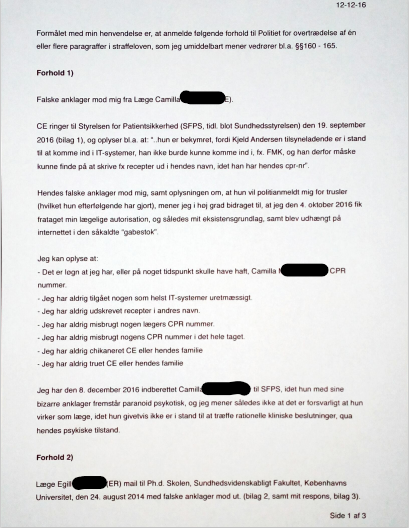 12-12-16
Formålet med min henvendelse er, at anmelde følgende forhold til Politiet for overtrædelse af én
eller flere paragraffer i straffeloven, som jeg umiddelbart mener vedrører bl.a. §§160 - 165.
Forhold 1)
Falske anklager mod mig fra Læge Camilla E).
CE ringer til Styrelsen for Patientsikkerhed (SFPS, tidl. blot Sundhedsstyrelsen) den 19. september
2016 (bilag 1), og oplyser bl.a. at: "..hun er bekymret, fordi Kjeld Andersen tilsyneladende er i stand
til at komme ind i IT-systemer, han ikke burde kunne komme ind i, fx. FMK, og han derfor måske
kunne finde på at skrive fx recepter ud i hendes navn, idet han har hendes cpr-nr".
Hendes falske anklager mod mig, samt oplysningen om, at hun vil politianmeldt mig for trusler
(hvilket hun efterfølgende har gjort), mener jeg i høj grad bidraget til, at jeg den 4. oktober 2016 fik
frataget min lægelige autorisation, og således mit eksistensgrundlag, samt blev udhængt på
internettet i den såkaldte "gabestok".
Jeg kan oplyse at:
- Det er løgn at jeg har, eller på noget tidspunkt skulle have haft, Camilla CPR
nummer.
- Jeg har aldrig tilgået nogen som helst IT-systemer uretmæssigt.
- Jeg har aldrig udskrevet recepter i andres navn.
- Jeg har aldrig misbrugt nogen lægers CPR nummer.
- Jeg har aldrig misbrugt nogens CPR nummer i det hele taget.
- Jeg har aldrig chikaneret CE eller hendes familie
- Jeg har aldrig truet CE eller hendes familie
Jeg har den 8. december 2016 indberettet Camilla til SFPS, idet hun med sine
bizarre anklager fremstår paranoid psykotisk, og jeg mener således ikke at det er forsvarligt at hun
virker som læge, idet hun givetvis ikke er i stand til at træffe rationelle kliniske beslutninger, qua
hendes psykiske tilstand.
Forhold 2)
Læge Egill (ER) mail til Ph.d. Skolen, Sundhedsvidenskabligt Fakultet, Københavns
Universitet, den 24. august 2014 med falske anklager mod ut. (bilag 2, samt mit respons, bilag 3).
Side 1 af 3